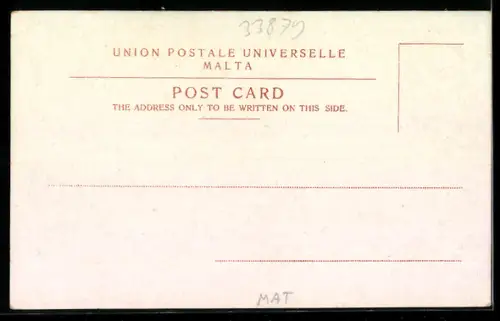 33879
UNION POSTALE UNIVERSELLE
MALTA
POST CARD
THE ADDRESS ONLY TO BE WRITTEN ON THIS SIDE.
MAT